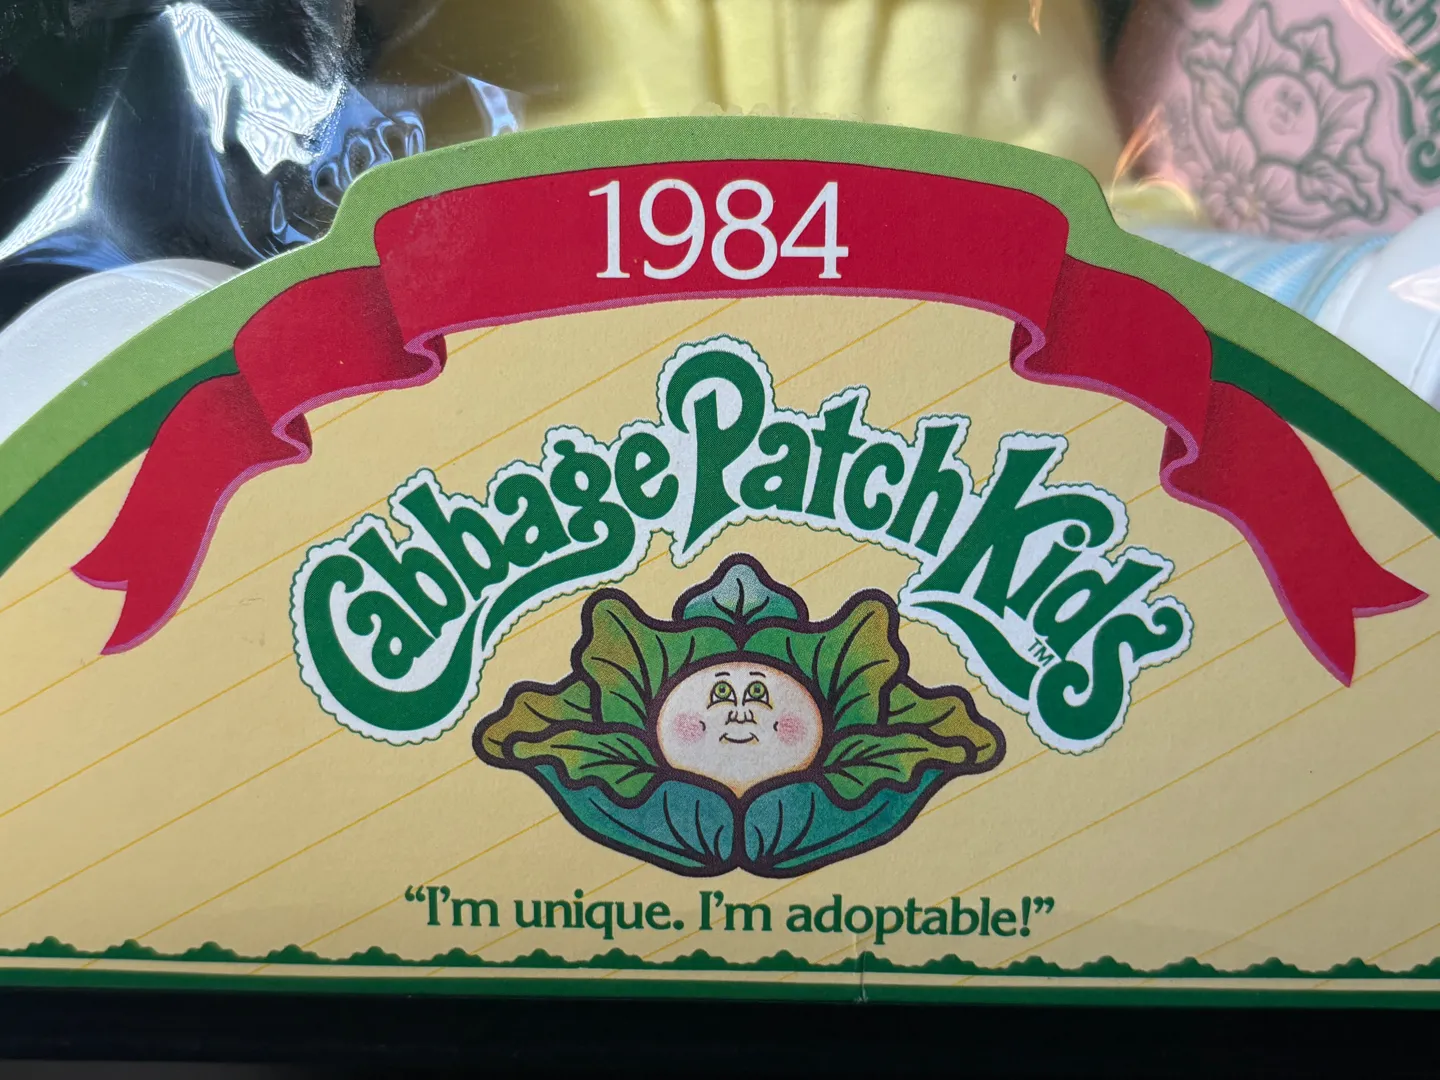 1984
Cabbage Patch Kids™
“I'm unique. I'm adoptable!”